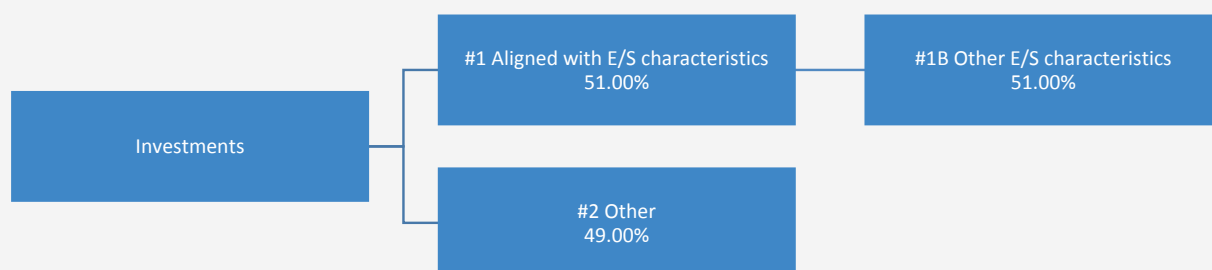 Investments
#1 Aligned with E/S characteristics
51.00%
#1B Other E/S characteristics
51.00%
#2 Other
49.00%